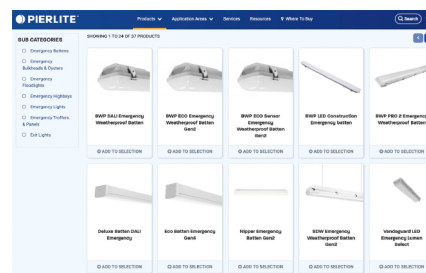 PIERLITE
Products
Application Areas
Services
Resources
Where To Buy
Search
SUB CATEGORIES
Emergency Battens
Emergency
Bulkheads & Oysters
Emergency
Floodlights
Emergency Highbays
Emergency Lights
Emergency Troffers
& Panels
Exit Lights
SHOWING 1 TO 24 OF 37 PRODUCTS
1
BWP DALI Emergency
Weatherproof Batten
ADD TO SELECTION
BWP ECO Emergency
Weatherproof Batten
Gen2
ADD TO SELECTION
BWP ECO Sensor
Emergency
Weatherproof Batten
Gen2
ADD TO SELECTION
BWP LED Construction
Emergency Batten
ADD TO SELECTION
BWP PRO 2 Emergency
Weatherproof Batten
ADD TO SELECTION
Deluxe Batten DALI
Emergency
ADD TO SELECTION
Eco Batten Emergency
Gen4
ADD TO SELECTION
Nipper Emergency
Batten Gen2
ADD TO SELECTION
SDW Emergency
Weatherproof Batten
Gen2
ADD TO SELECTION
Vandaguard LED
Emergency Lumen
Select
ADD TO SELECTION